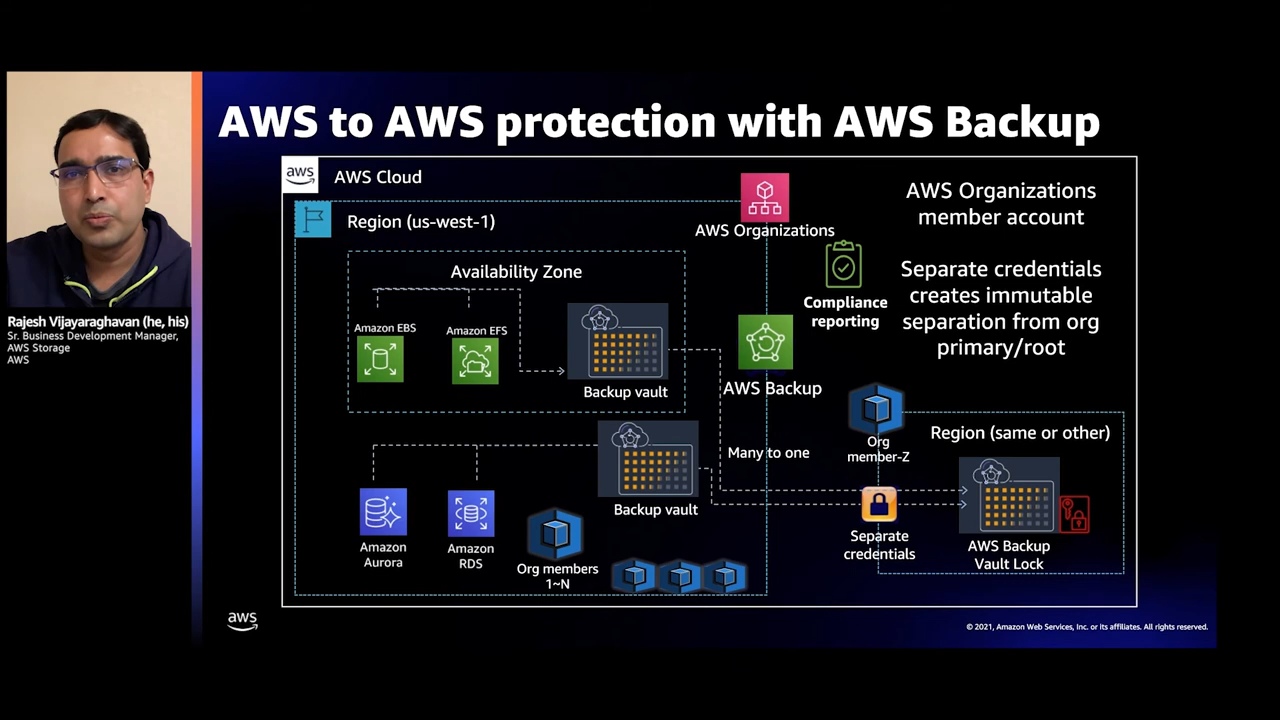 AWS to AWS protection with AWS Backup
Rajesh Vijayaraghavan (he, his)
Sr. Business Development Manager,
AWS Storage
AWS
aws
AWS Cloud
Region (us-west-1)
Availability Zone
Amazon EBS
Amazon EFS
Backup vault
Backup vault
Amazon
Aurora
Amazon
RDS
Org members
1~N
AWS Organizations
Compliance
reporting
AWS Backup
Many to one
AWS Organizations
member account
Separate credentials
creates immutable
separation from org
primary/root
Org
member-Z
Region (same or other)
Separate
credentials
AWS Backup
Vault Lock
aws
© 2021, Amazon Web Services, Inc. or its affiliates. All rights reserved.